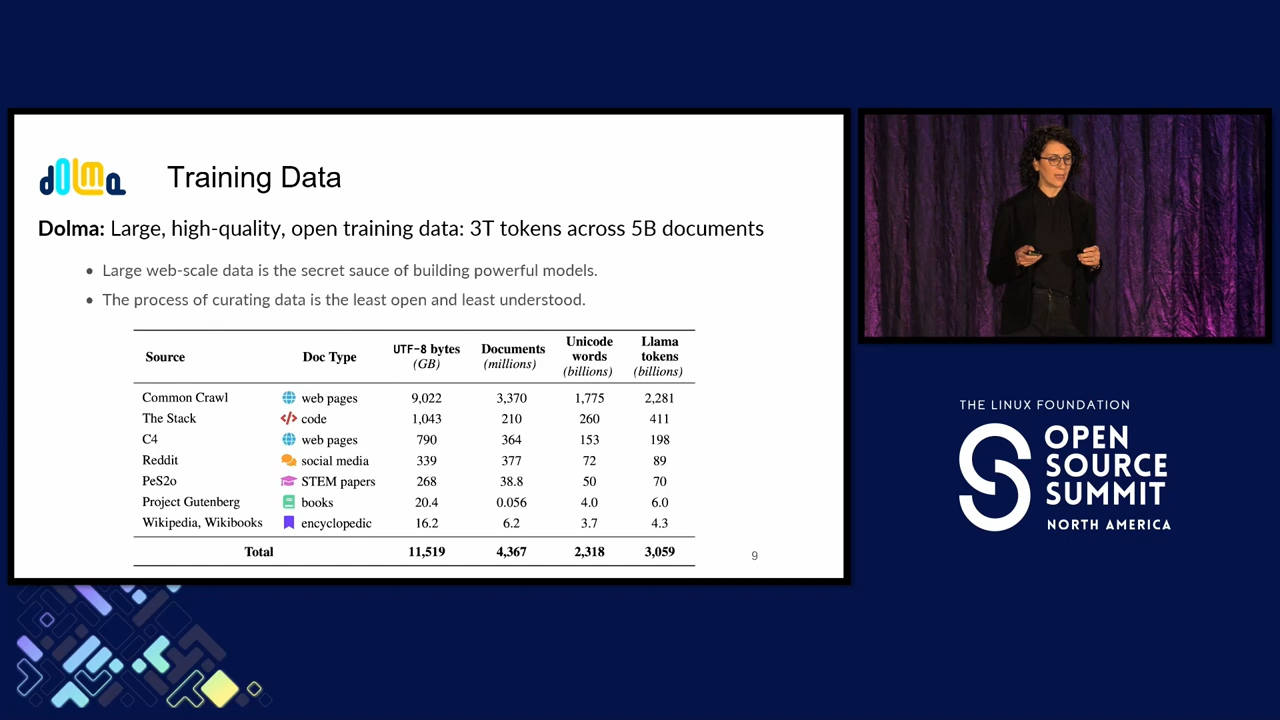 dolma
Training Data
Dolma: Large, high-quality, open training data: 3T tokens across 5B documents
• Large web-scale data is the secret sauce of building powerful models.
• The process of curating data is the least open and least understood.
Source Doc Type UTF-8 bytes (GB) Documents (millions) Unicode words (billions) Llama tokens (billions)
Common Crawl web pages 9,022 3,370 1,775 2,281
The Stack </> code 1,043 210 260 411
C4 web pages 790 364 153 198
Reddit social media 339 377 72 89
PeS2o STEM papers 268 38.8 50 70
Project Gutenberg books 20.4 0.056 4.0 6.0
Wikipedia, Wikibooks encyclopedic 16.2 6.2 3.7 4.3
Total 11,519 4,367 2,318 3,059
9
THE LINUX FOUNDATION
OPEN
SOURCE
SUMMIT
NORTH AMERICA